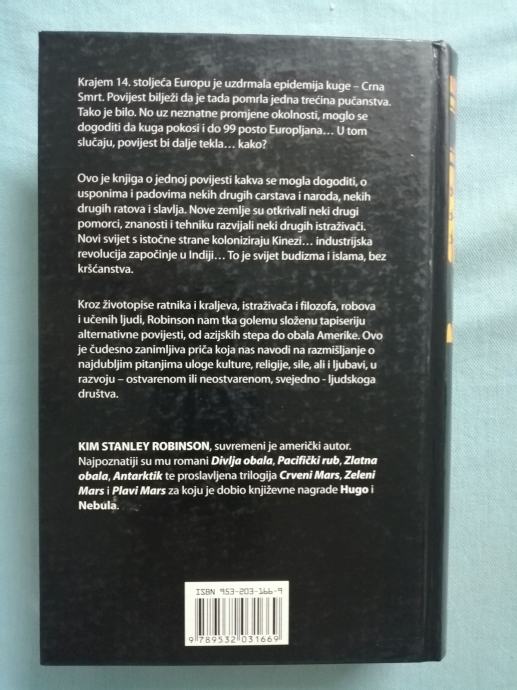 Krajem 14. stoljeća Europu je uzdrmala epidemija kuge – Crna
Smrt. Povijest bilježi da je tada pomrla jedna trećina pučanstva.
Tako je bilo. No uz neznatne promjene okolnosti, moglo se
dogoditi da kuga pokosi i do 99 posto Europljana… U tom
slučaju, povijest bi dalje tekla… kako?
Ovo je knjiga o jednoj povijesti kakva se mogla dogoditi, o
usponima i padovima nekih drugih carstava i naroda, nekih
drugih ratova i slavlja. Nove zemlje su otkrivali neki drugi
pomorci, znanosti i tehniku razvijali neki drugih istraživači.
Novi svijet s istočne strane koloniziraju Kinezi… industrijska
revolucija započinje u Indiji… To je svijet budizma i islama, bez
kršćanstva.
Kroz životopise ratnika i kraljeva, istraživača i filozofa, robova
i učenih ljudi, Robinson nam tka golemu složenu tapiseriju
alternativne povijesti, od azijskih stepa do obala Amerike. Ovo
je čudesno zanimljiva priča koja nas navodi na razmišljanje o
najdubljim pitanjima uloge kulture, religije, sile, ali i ljubavi, u
razvoju – ostvarenom ili neostvarenom, svejedno - ljudskoga
društva.
KIM STANLEY ROBINSON, suvremeni je američki autor.
Najpoznatiji su mu romani Divlja obala, Pacifički rub, Zlatna
obala, Antarktik te proslavljena trilogija Crveni Mars, Zeleni
Mars i Plavi Mars za koju je dobio književne nagrade Hugo i
Nebula.
ISBN 953-203-166-9
9 789532 031669